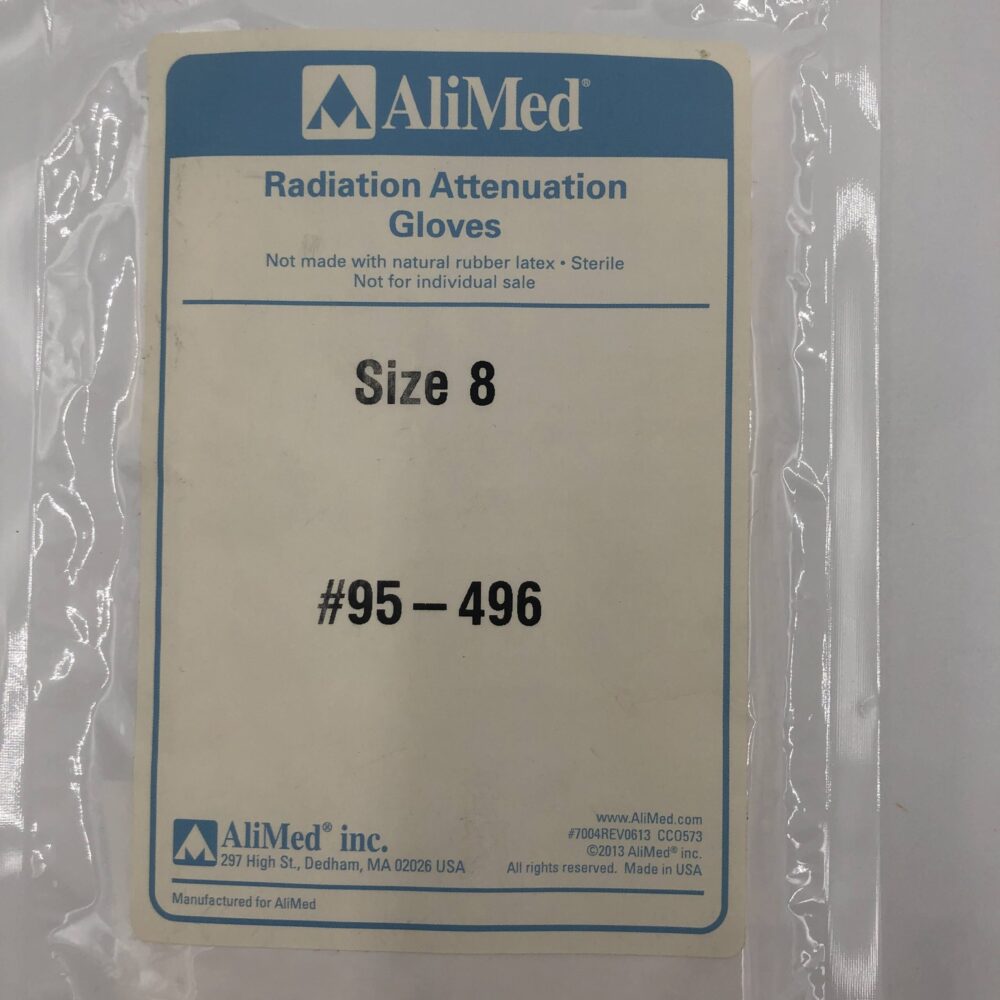 AliMed®
Radiation Attenuation
Gloves
Not made with natural rubber latex • Sterile
Not for individual sale
Size 8
#95 – 496
AliMed® inc.
297 High St., Dedham, MA 02026 USA
www.AliMed.com
#7004REV0613 CC0573
©2013 AliMed® inc.
All rights reserved. Made in USA
Manufactured for AliMed